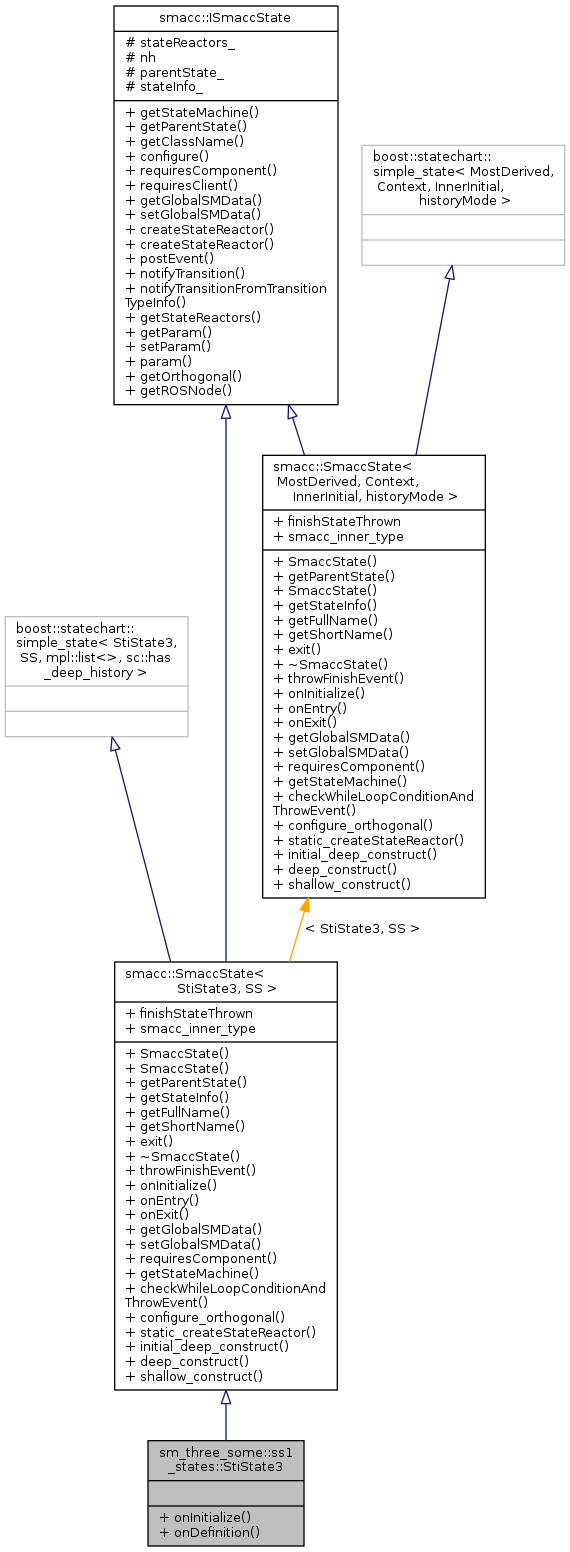 smacc::ISmaccState
# stateReactors_
# nh
# parentState_
# stateInfo_
+ getStateMachine()
+ getParentState()
+ getClassName()
+ configure()
+ requiresComponent()
+ requiresClient()
+ getGlobalSMData()
+ setGlobalSMData()
+ createStateReactor()
+ createStateReactor()
+ postEvent()
+ notifyTransition()
+ notifyTransitionFromTransition
TypeInfo()
+ getStateReactors()
+ getParam()
+ setParam()
+ param()
+ getOrthogonal()
+ getROSNode()
boost::statechart::
simple_state< MostDerived,
Context, InnerInitial,
historyMode >
smacc::SmaccState<
MostDerived, Context,
InnerInitial, historyMode >
+ finishStateThrown
+ smacc_inner_type
+ SmaccState()
+ getParentState()
+ SmaccState()
+ getStateInfo()
+ getFullName()
+ getShortName()
+ exit()
+ ~SmaccState()
+ throwFinishEvent()
+ onInitialize()
+ onEntry()
+ onExit()
+ getGlobalSMData()
+ setGlobalSMData()
+ requiresComponent()
+ getStateMachine()
+ checkWhileLoopConditionAnd
ThrowEvent()
+ configure_orthogonal()
+ static_createStateReactor()
+ initial_deep_construct()
+ deep_construct()
+ shallow_construct()
boost::statechart::
simple_state< StiState3,
SS, mpl::list<>, sc::has
_deep_history >
< StiState3, SS >
smacc::SmaccState<
StiState3, SS >
+ finishStateThrown
+ smacc_inner_type
+ SmaccState()
+ SmaccState()
+ getParentState()
+ getStateInfo()
+ getFullName()
+ getShortName()
+ exit()
+ ~SmaccState()
+ throwFinishEvent()
+ onInitialize()
+ onEntry()
+ onExit()
+ getGlobalSMData()
+ setGlobalSMData()
+ requiresComponent()
+ getStateMachine()
+ checkWhileLoopConditionAnd
ThrowEvent()
+ configure_orthogonal()
+ static_createStateReactor()
+ initial_deep_construct()
+ deep_construct()
+ shallow_construct()
sm_three_some::ss1
_states::StiState3
+ onInitialize()
+ onDefinition()